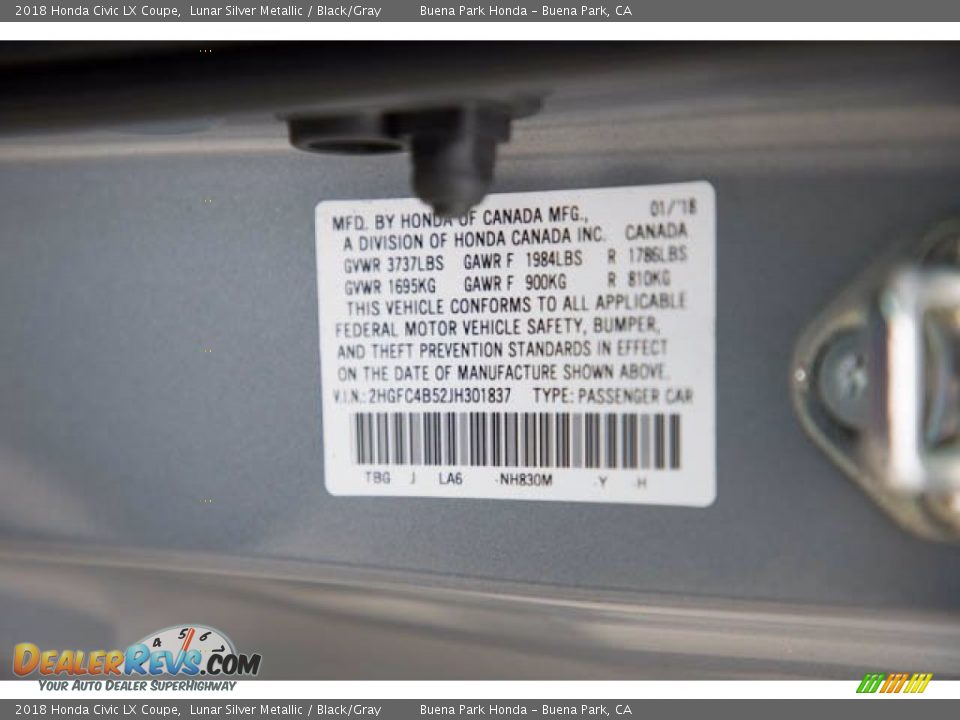 2018 Honda Civic LX Coupe, Lunar Silver Metallic / Black/Gray Buena Park Honda – Buena Park, CA
MFD. BY HONDA OF CANADA MFG., 01/'18
A DIVISION OF HONDA CANADA INC. CANADA
GVWR 3737LBS GAWR F 1984LBS R 1786LBS
GVWR 1695KG GAWR F 900KG R 810KG
THIS VEHICLE CONFORMS TO ALL APPLICABLE
FEDERAL MOTOR VEHICLE SAFETY, BUMPER,
AND THEFT PREVENTION STANDARDS IN EFFECT
ON THE DATE OF MANUFACTURE SHOWN ABOVE.
V.I.N.: 2HGFC4B52JH301837 TYPE: PASSENGER CAR
TBG J LA6 -NH830M -Y -H
4 5 6 7
DEALERREVS.COM
YOUR AUTO DEALER SUPERHIGHWAY
2018 Honda Civic LX Coupe, Lunar Silver Metallic / Black/Gray Buena Park Honda – Buena Park, CA